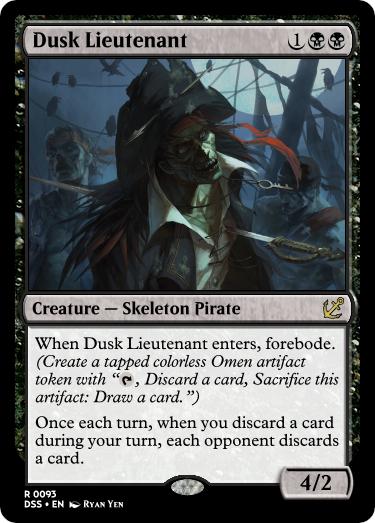 Dusk Lieutenant 1
Creature — Skeleton Pirate
When Dusk Lieutenant enters, forebode.
(Create a tapped colorless Omen artifact
token with “, Discard a card, Sacrifice this
artifact: Draw a card.”)
Once each turn, when you discard a card
during your turn, each opponent discards
a card.
4/2
R 0093
DSS • EN Ryan Yen